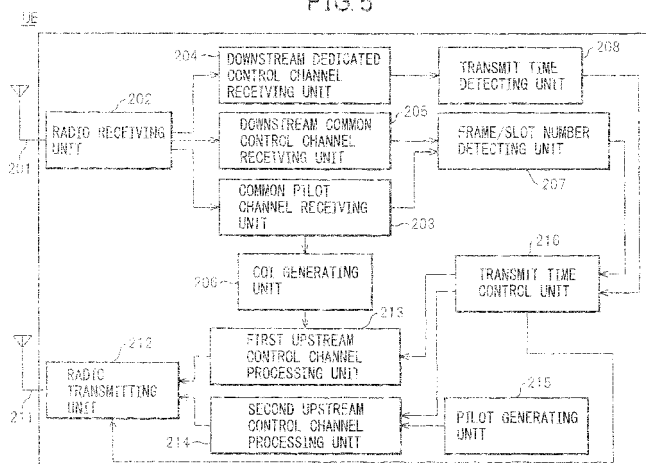 FIG. 5
UE
204
DOWNSTREAM DEDICATED
CONTROL CHANNEL
RECEIVING UNIT
208
TRANSMIT TIME
DETECTING UNIT
202
RADIO RECEIVING
UNIT
201
205
DOWNSTREAM COMMON
CONTROL CHANNEL
RECEIVING UNIT
FRAME/SLOT NUMBER
DETECTING UNIT
207
COMMON PILOT
CHANNEL RECEIVING
UNIT
203
206
CQI GENERATING
UNIT
216
TRANSMIT TIME
CONTROL UNIT
213
FIRST UPSTREAM
CONTROL CHANNEL
PROCESSING UNIT
212
RADIO
TRANSMITTING
UNIT
211
SECOND UPSTREAM
CONTROL CHANNEL
PROCESSING UNIT
214
215
PILOT GENERATING
UNIT